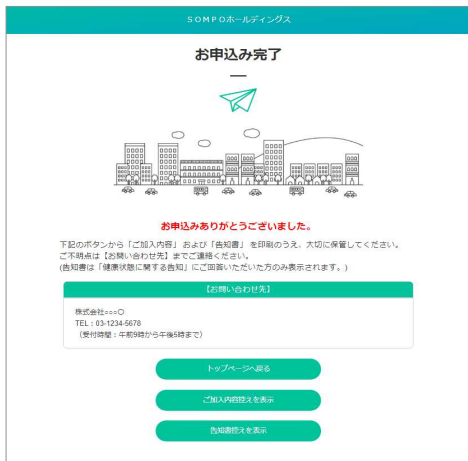 SOMPOホールディングス
お申込み完了
お申込みありがとうございました。
下記のボタンから「ご加入内容」および「告知書」を印刷のうえ、大切に保管してください。
ご不明点は【お問い合わせ先】までご連絡ください。
(告知書は「健康状態に関する告知」にご回答いただいた方のみ表示されます。)
【お問い合わせ先】
株式会社○○○○
TEL:03-1234-5678
(受付時間:午前9時から午後5時まで)
トップページへ戻る
ご加入内容控えを表示
告知書控えを表示